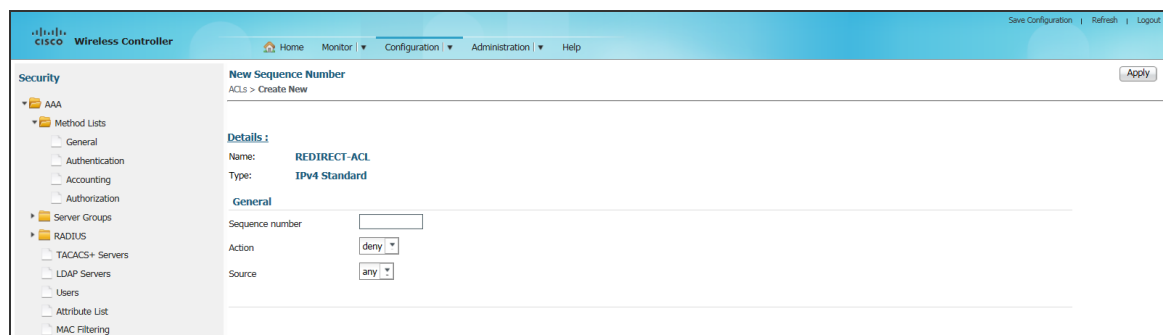 Save Configuration | Refresh | Logout
CISCO Wireless Controller
Home Monitor | ▼ Configuration | ▼ Administration | ▼ Help
Security
New Sequence Number
Apply
ACLs > Create New
AAA
Method Lists
General
Authentication
Accounting
Authorization
Server Groups
RADIUS
TACACS+ Servers
LDAP Servers
Users
Attribute List
MAC Filtering
Details :
Name: REDIRECT-ACL
Type: IPv4 Standard
General
Sequence number
Action deny
Source any